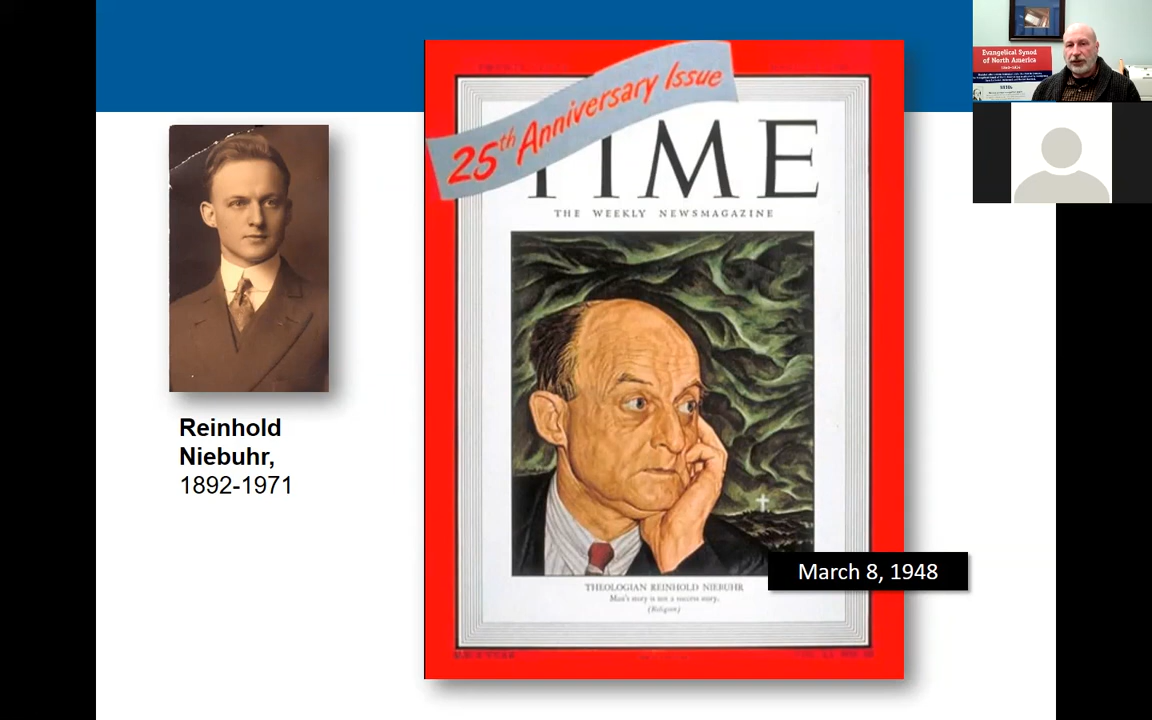 25th Anniversary Issue
TIME
THE WEEKLY NEWSMAGAZINE
Reinhold
Niebuhr,
1892-1971
March 8, 1948
THEOLOGIAN REINHOLD NIEBUHR
Man's story is not a success story.
(Religion)
Evangelical Synod
of North America